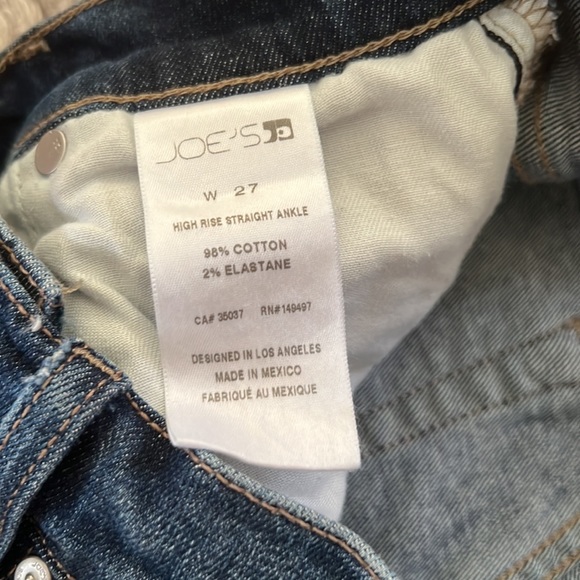 JOE'S
W 27
HIGH RISE STRAIGHT ANKLE
98% COTTON
2% ELASTANE
CA# 35037 RN#149497
DESIGNED IN LOS ANGELES
MADE IN MEXICO
FABRIQUÉ AU MEXIQUE